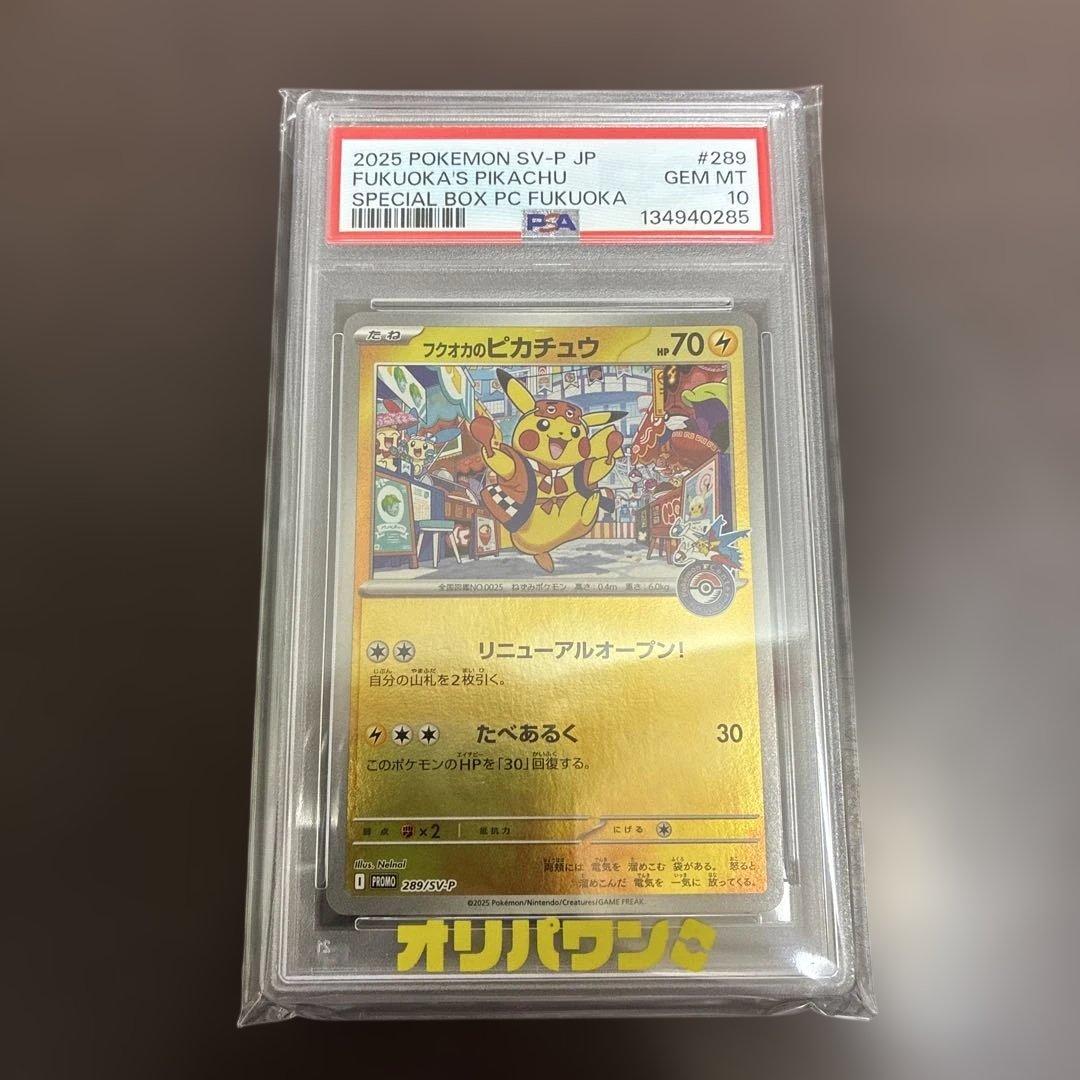 2025 POKEMON SV-P JP #289
FUKUOKA'S PIKACHU GEM MT
SPECIAL BOX PC FUKUOKA 10
PSA 134940285
たね フクオカのピカチュウ HP70
全国図鑑NO.0025 ねずみポケモン 高さ:0.4m 重さ:6.0kg
リニューアルオープン!
自分の山札を2枚引く。
たべあるく 30
このポケモンのHPを「30」回復する。
弱点 ×2 抵抗力 にげる
Illus. Nelnal
両頬には 電気を 溜めこむ 袋がある。 怒ると
溜めこんだ 電気を 一気に 放ってくる。
I PROMO 289/SV-P
©2025 Pokémon/Nintendo/Creatures/GAME FREAK.
オリパワン